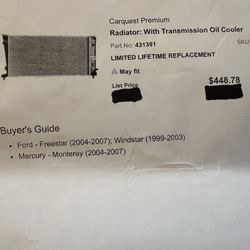 Carquest Premium
Radiator: With Transmission Oil Cooler
Part No: 431391
SKU
LIMITED LIFETIME REPLACEMENT
⚠ May fit
List Price
$448.78
Buyer's Guide
• Ford - Freestar (2004-2007); Windstar (1999-2003)
• Mercury - Monterey (2004-2007)